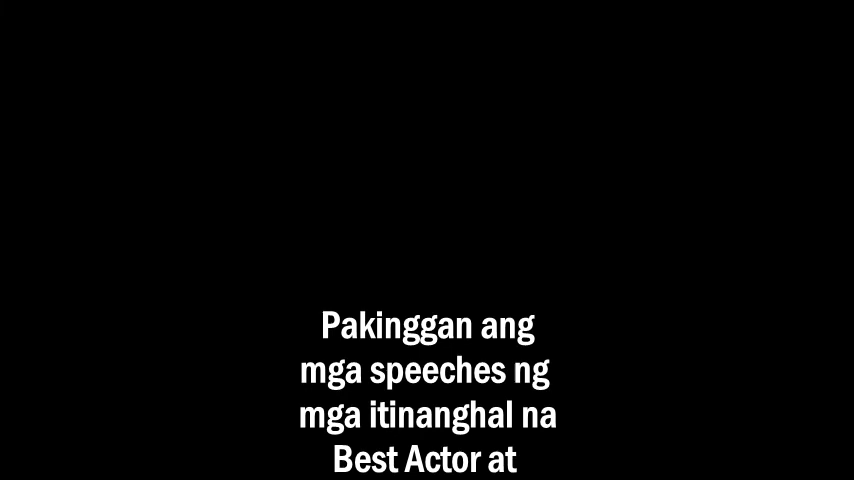 Pakinggan ang
mga speeches ng
mga itinanghal na
Best Actor at